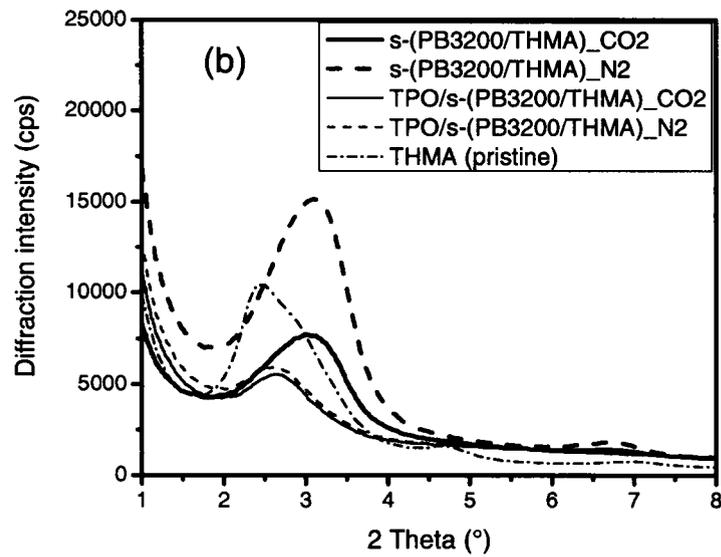 25000
20000
15000
10000
5000
0
Diffraction intensity (cps)
(b)
s-(PB3200/THMA)_CO2
s-(PB3200/THMA)_N2
TPO/s-(PB3200/THMA)_CO2
TPO/s-(PB3200/THMA)_N2
THMA (pristine)
1 2 3 4 5 6 7 8
2 Theta (°)